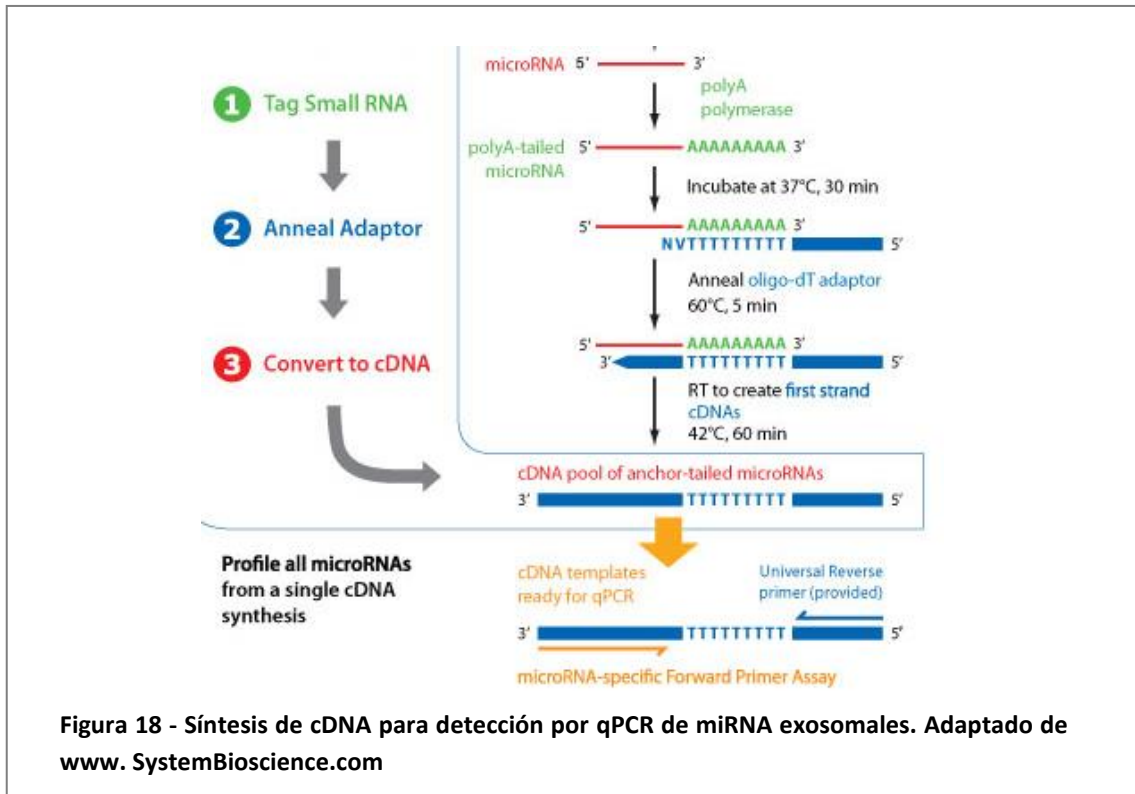 microRNA 5' 3'
polyA
polymerase
1 Tag Small RNA
polyA-tailed
microRNA
5' AAAAAAAAA 3'
Incubate at 37°C, 30 min
2 Anneal Adaptor
5' AAAAAAAAA 3'
NVTTTTTTTTT 5'
Anneal oligo-dT adaptor
60°C, 5 min
3 Convert to cDNA
5' AAAAAAAAA 3'
3' TTTTTTTTT 5'
RT to create first strand
cDNAs
42°C, 60 min
cDNA pool of anchor-tailed microRNAs
3' TTTTTTTTT 5'
Profile all microRNAs
from a single cDNA
synthesis
cDNA templates
ready for qPCR
Universal Reverse
primer (provided)
3' TTTTTTTTT 5'
microRNA-specific Forward Primer Assay
Figura 18 - Síntesis de cDNA para detección por qPCR de miRNA exosomales. Adaptado de
www. SystemBioscience.com